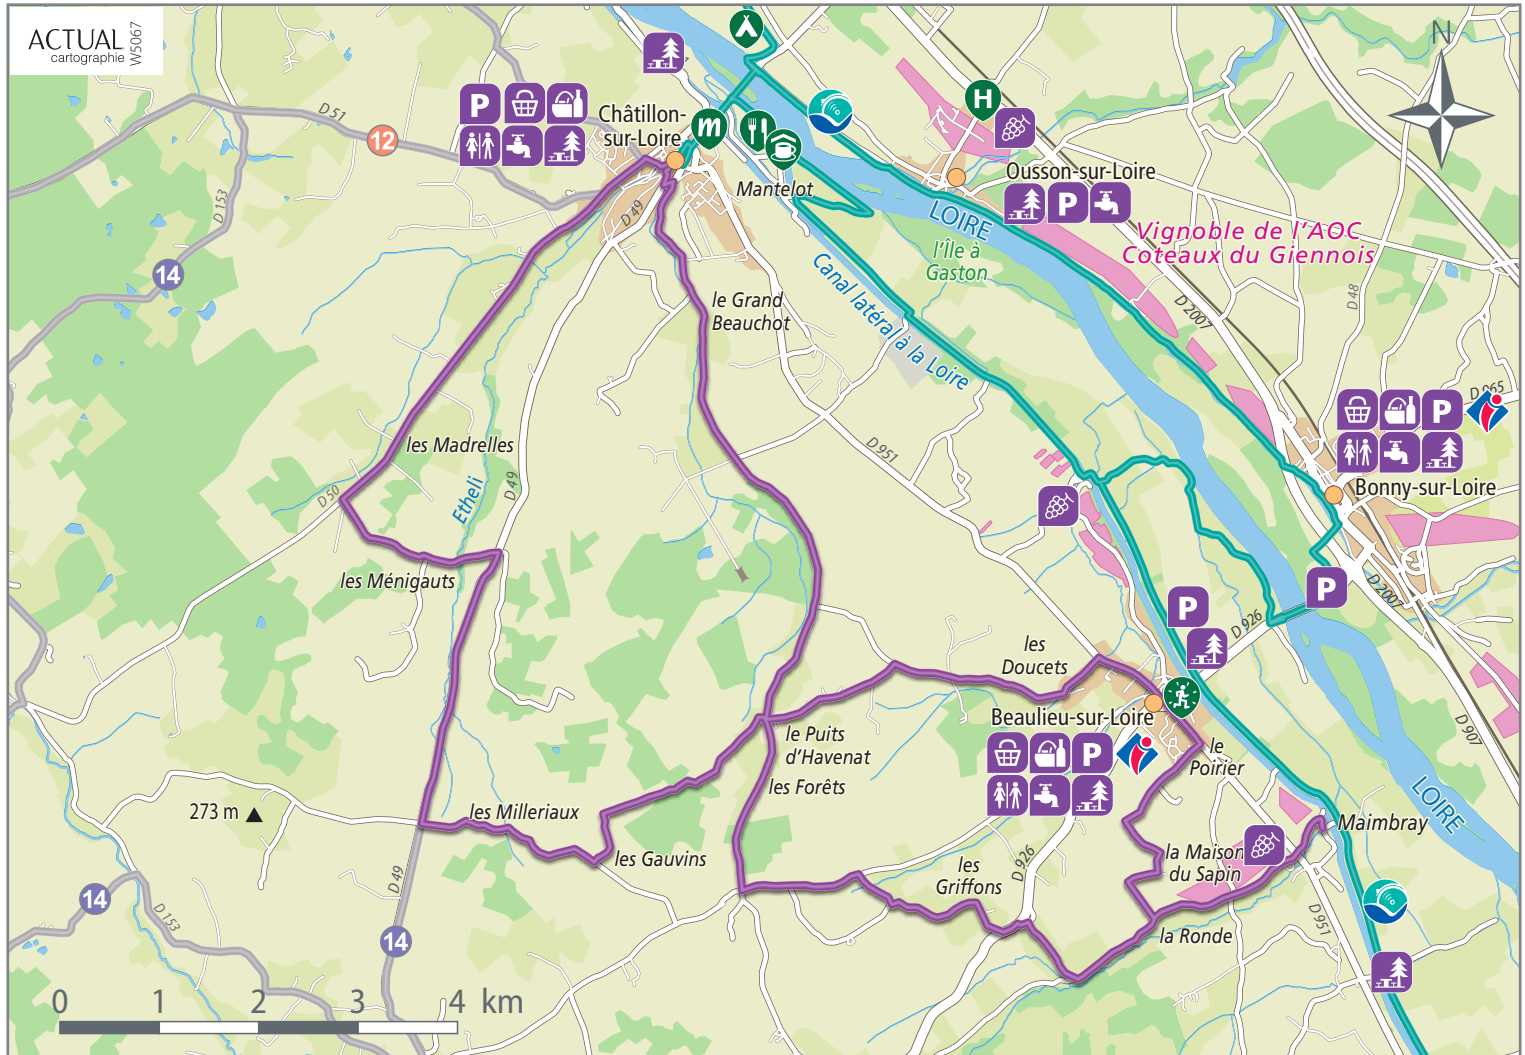 ACTUAL
cartographie
W5067
N
D 51
12
P
Châtillon-
sur-Loire
m
H
Mantelot
Ousson-sur-Loire
P
D 153
D 49
LOIRE
l'Île à
Gaston
Vignoble de l'AOC
Coteaux du Giennois
14
Canal latéral à la Loire
D 2007
D 48
le Grand
Beauchot
D 965
P
D 951
les Madrelles
D 50
Etheli
D 49
Bonny-sur-Loire
les Ménigauts
P
P
D 2007
D 926
les
Doucets
Beaulieu-sur-Loire
P
le
Poirier
D 907
le Puits
d'Havenat
les Forêts
LOIRE
273 m
les Milleriaux
les Gauvins
Maimbray
la Maison
du Sapin
les
Griffons
D 926
D 49
14
D 153
14
la Ronde
D 951
0 1 2 3 4 km